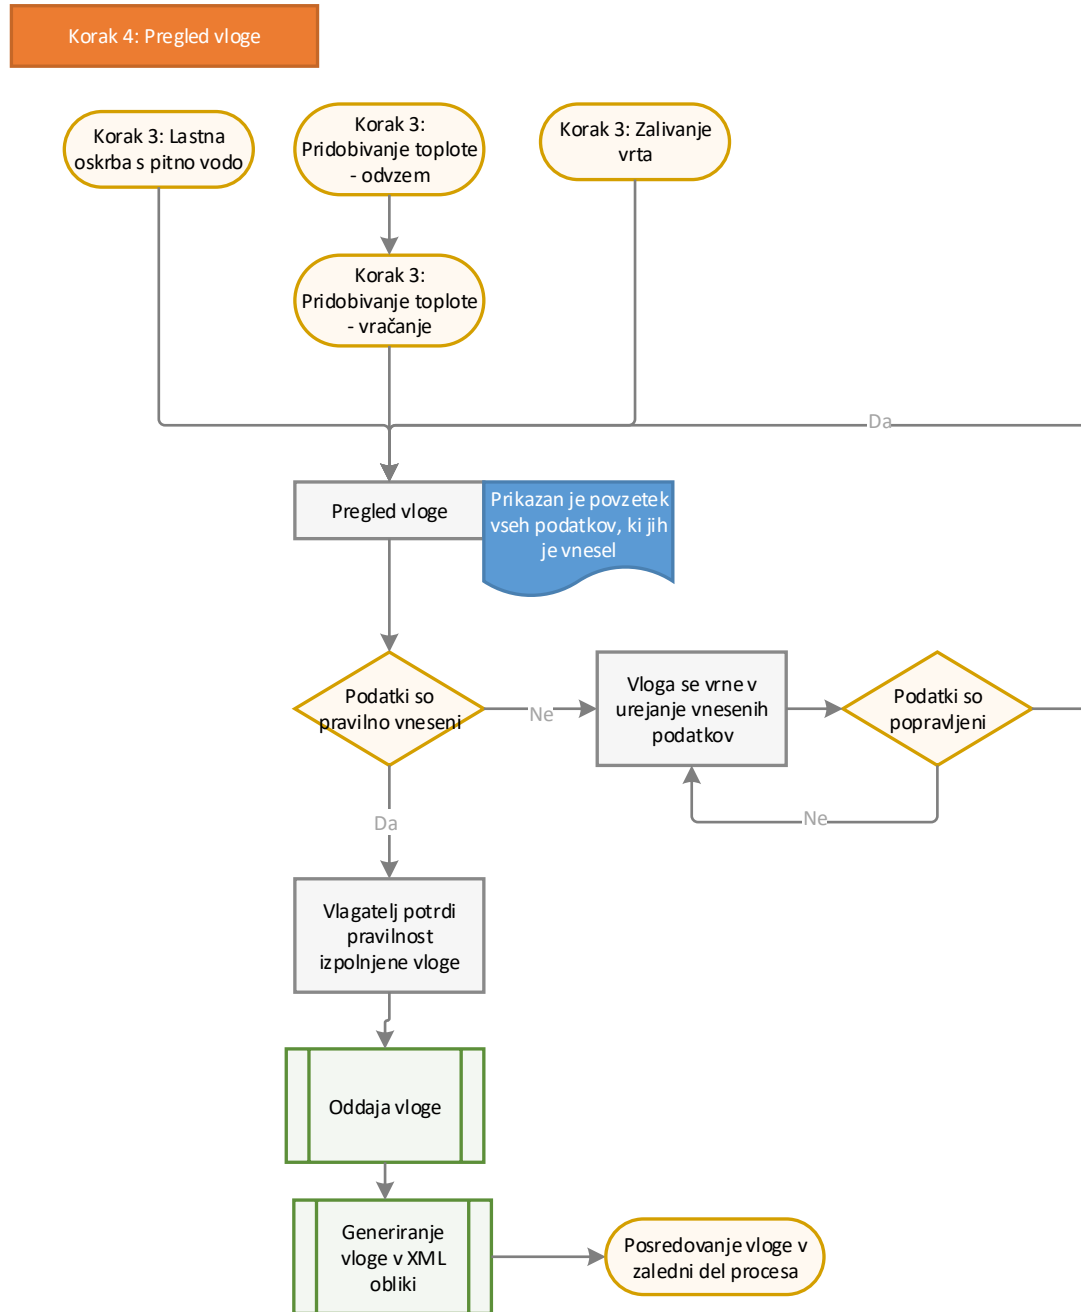 Korak 4: Pregled vloge
Korak 3: Lastna
oskrba s pitno vodo
Korak 3:
Pridobivanje toplote
- odvzem
Korak 3: Zalivanje
vrta
Korak 3:
Pridobivanje toplote
- vračanje
Da
Pregled vloge
Prikazan je povzetek
vseh podatkov, ki jih
je vnesel
Podatki so
pravilno vneseni
Ne
Vloga se vrne v
urejanje vnesenih
podatkov
Podatki so
popravljeni
Ne
Da
Vlagatelj potrdi
pravilnost
izpolnjene vloge
Oddaja vloge
Generiranje
vloge v XML
obliki
Posredovanje vloge v
zaledni del procesa